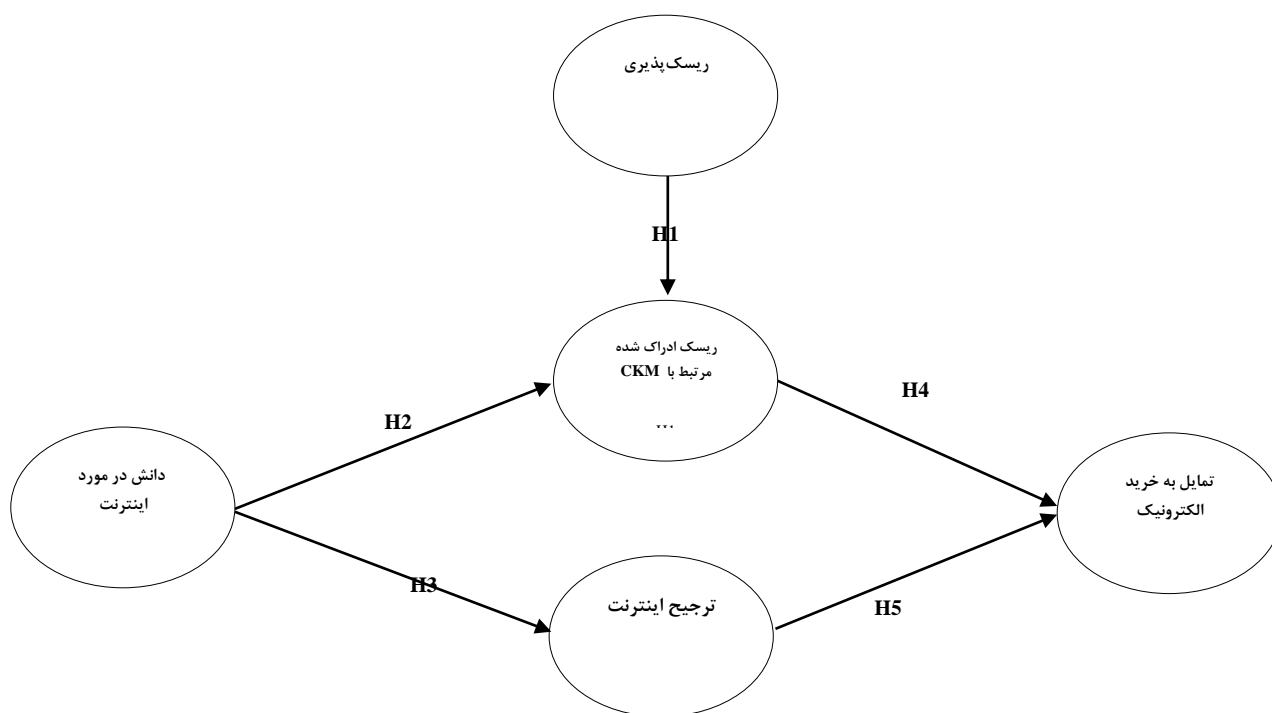 ریسک‌پذیری
H1
ریسک ادراک شده
مرتبط با CKM
H4
H2
دانش در مورد
اینترنت
تمایل به خرید
الکترونیک
H3
ترجیح اینترنت
H5